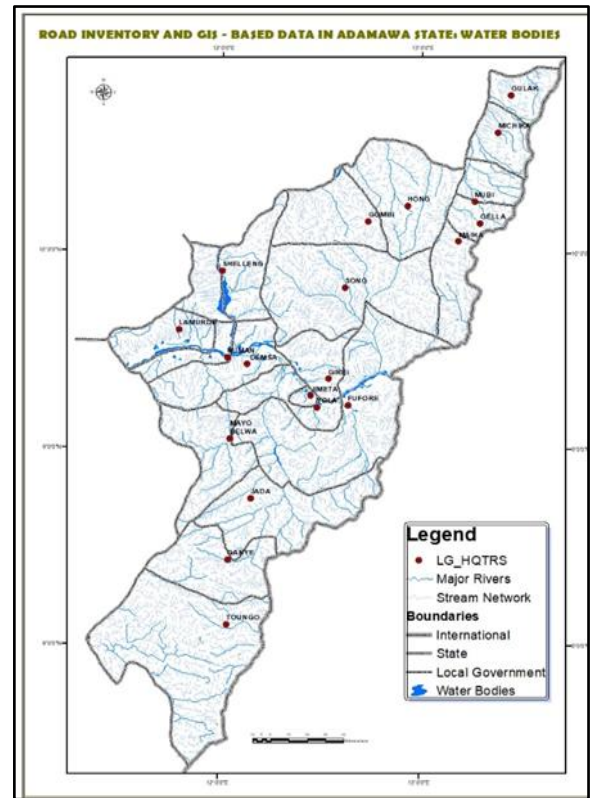 ROAD INVENTORY AND GIS - BASED DATA IN ADAMAWA STATE: WATER BODIES
GULAK
MICHIKA
MUBI
HONG
GOMBI
GELLA
MAIHA
SHELLENG
SONG
LAMURDE
NUMAN
DEMSA
GIREI
JIMETA
YOLA
FUFORE
MAYO
BELWA
JADA
GANYE
TOUNGO
Legend
LG_HQTRS
Major Rivers
Stream Network
Boundaries
International
State
Local Government
Water Bodies